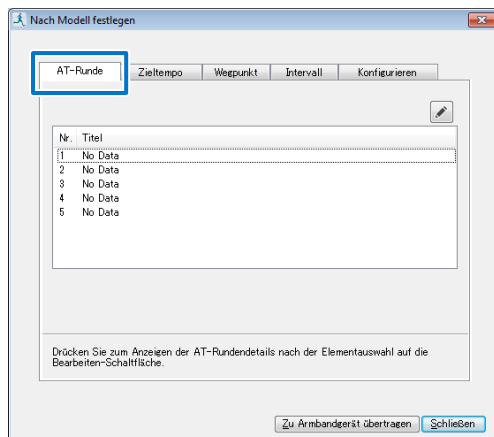 Nach Modell festlegen
AT-Runde Zieltempo Wegpunkt Intervall Konfigurieren
Nr. Titel
1 No Data
2 No Data
3 No Data
4 No Data
5 No Data
Drücken Sie zum Anzeigen der AT-Rundendetails nach der Elementauswahl auf die
Bearbeiten-Schaltfläche.
Zu Armbandgerät übertragen Schließen